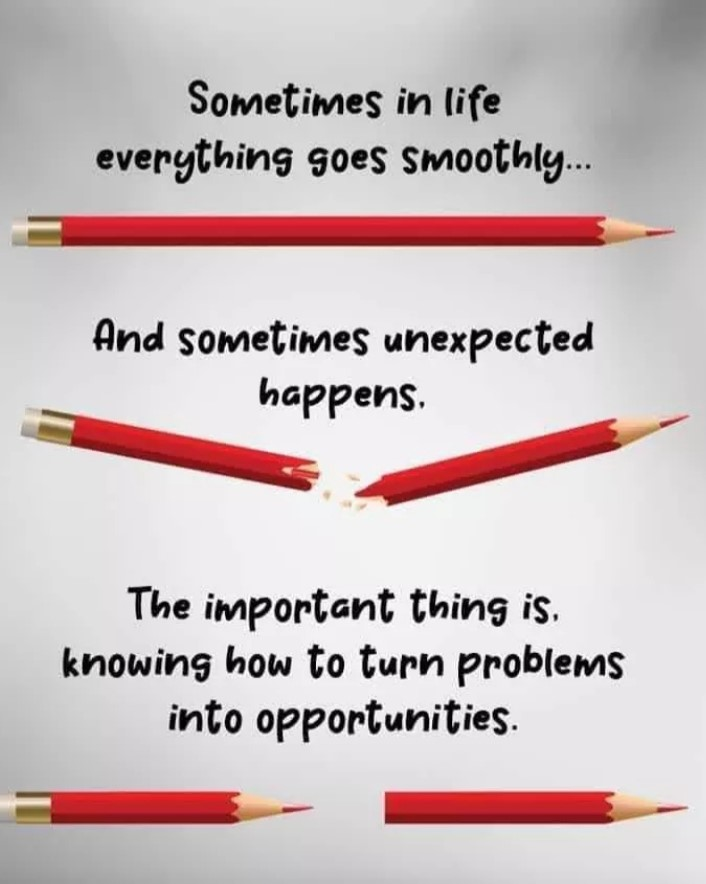 Sometimes in life
everything goes smoothly...
And sometimes unexpected
happens.
The important thing is,
knowing how to turn problems
into opportunities.